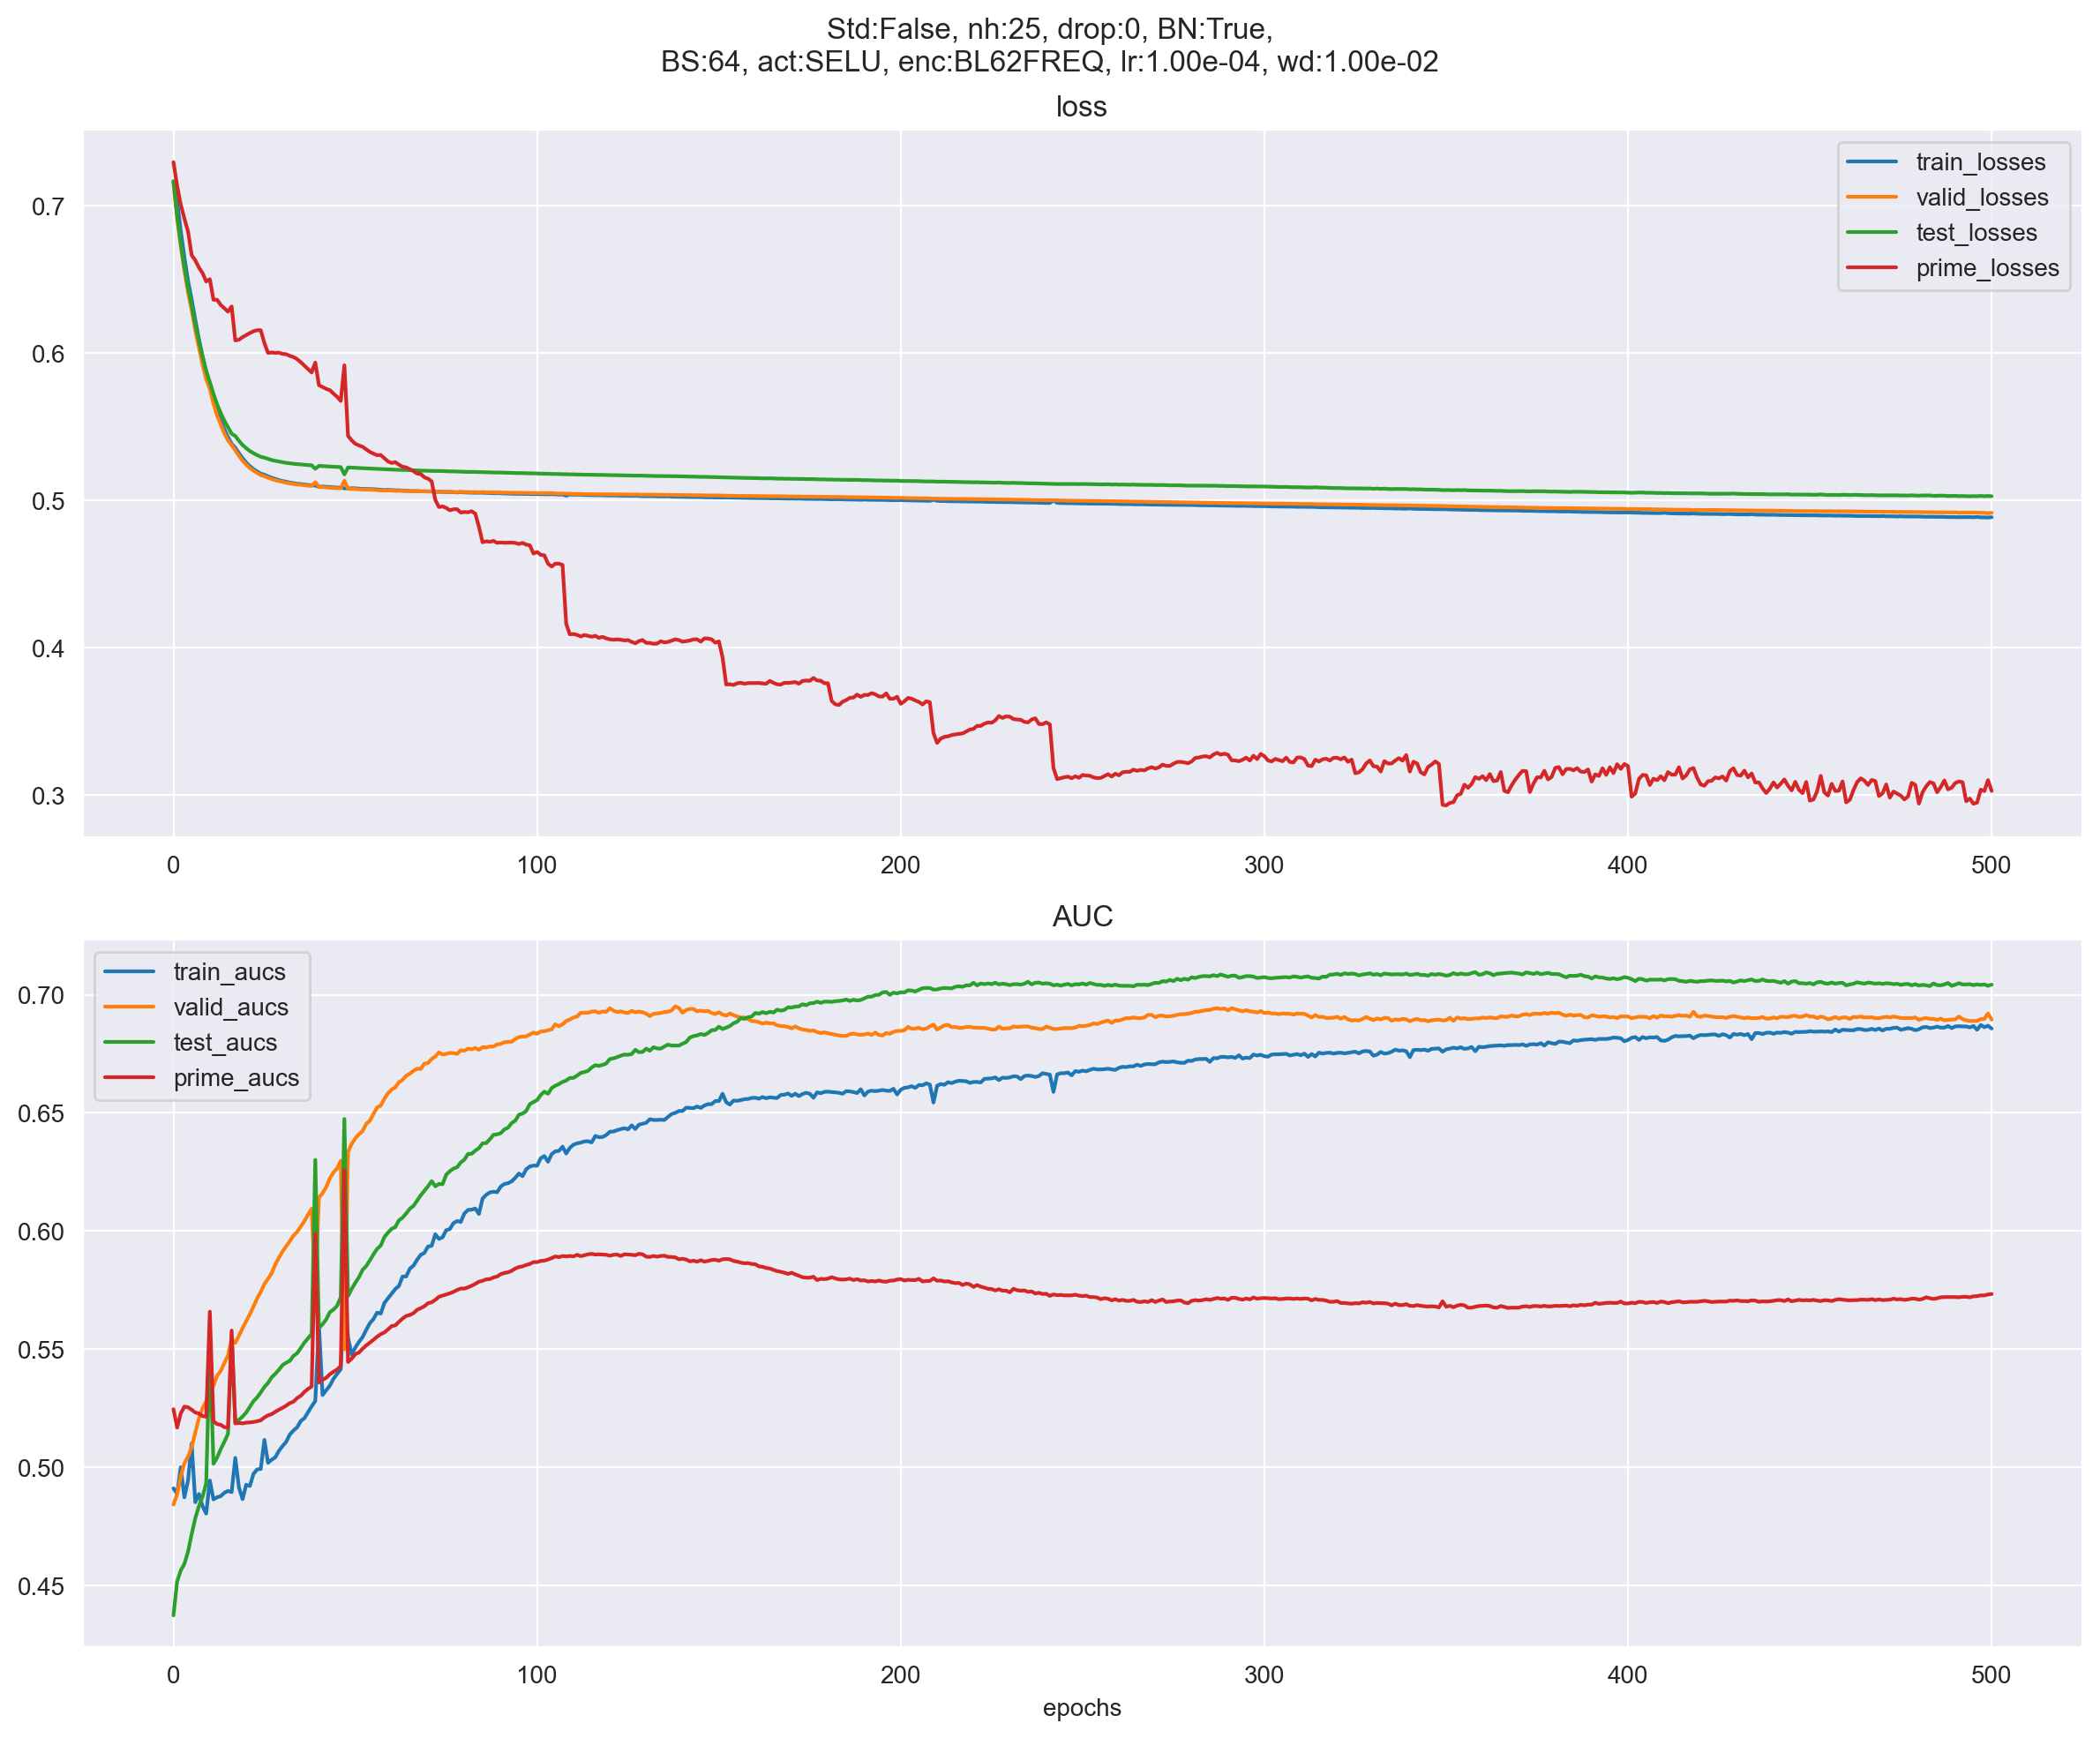 Std:False, nh:25, drop:0, BN:True,
BS:64, act:SELU, enc:BL62FREQ, lr:1.00e-04, wd:1.00e-02
loss
train_losses
valid_losses
test_losses
prime_losses
0.7
0.6
0.5
0.4
0.3
0 100 200 300 400 500
AUC
train_aucs
valid_aucs
test_aucs
prime_aucs
0.70
0.65
0.60
0.55
0.50
0.45
0 100 200 300 400 500
epochs